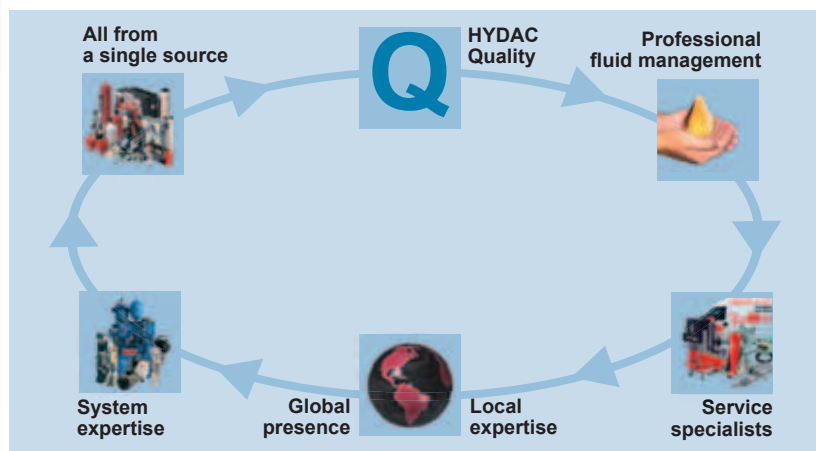 All from
a single source
Q
HYDAC
Quality
Professional
fluid management
System
expertise
Global
presence
Local
expertise
Service
specialists